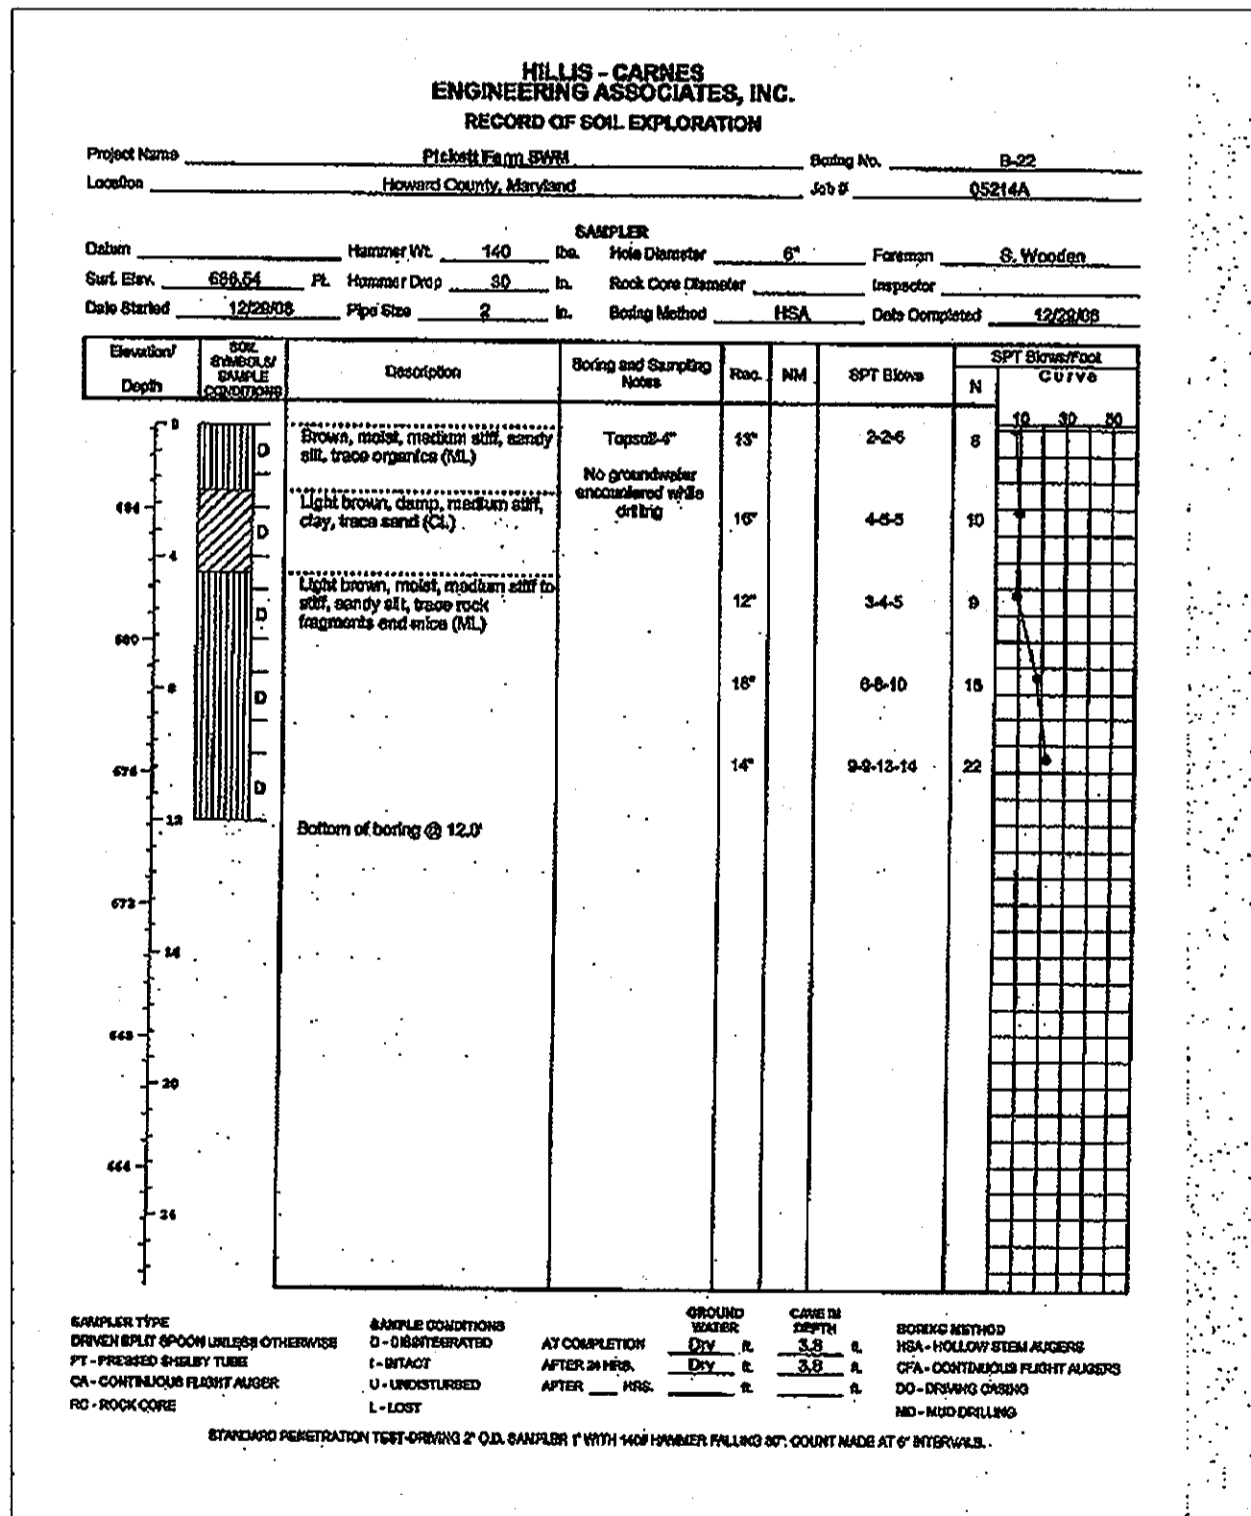 HILLIS - CARNES
ENGINEERING ASSOCIATES, INC.
RECORD OF SOIL EXPLORATION
Project Name Pickett Farm SWM Boring No. B-22
Location Howard County, Maryland Job # 05214A
SAMPLER
Datum Hammer Wt. 140 lbs. Hole Diameter 6" Foreman S. Wooden
Surf. Elev. 686.54 Ft. Hammer Drop 30 in. Rock Core Diameter Inspector
Date Started 12/29/08 Pipe Size 2 in. Boring Method HSA Date Completed 12/29/08
Elevation/ Depth SOIL SYMBOLS/ SAMPLE CONDITIONS Description Boring and Sampling Notes Rec. NM SPT Blows SPT Blows/Foot
N Curve
10 30 50
0 D Brown, moist, medium stiff, sandy Topsoil-4" 13" 2-2-6 8
silt, trace organics (ML)
No groundwater
encountered while
drilling
684 Light brown, damp, medium stiff, 16" 4-5-5 10
clay, trace sand (CL) D
4
Light brown, moist, medium stiff to
stiff, sandy silt, trace rock 12" 3-4-5 9
fragments and mica (ML) D
680
8 D 18" 6-8-10
676 14" 9-9-13-14 22
D
12 Bottom of boring @ 12.0'
672
16
668
20
664
24
SAMPLER TYPE SAMPLE CONDITIONS GROUND WATER CAVE IN DEPTH BORING METHOD
DRIVEN SPLIT SPOON UNLESS OTHERWISE D - DISINTEGRATED AT COMPLETION Dry ft. 3.8 ft. HSA - HOLLOW STEM AUGERS
PT - PRESSED SHELBY TUBE I - INTACT AFTER 24 HRS. Dry ft. 3.8 ft. CFA - CONTINUOUS FLIGHT AUGERS
CA - CONTINUOUS FLIGHT AUGER U - UNDISTURBED AFTER HRS. ft. ft. DC - DRIVING CASING
RC - ROCK CORE L - LOST MD - MUD DRILLING
STANDARD PENETRATION TEST-DRIVING 2" O.D. SAMPLER 1' WITH 140# HAMMER FALLING 30": COUNT MADE AT 6" INTERVALS.